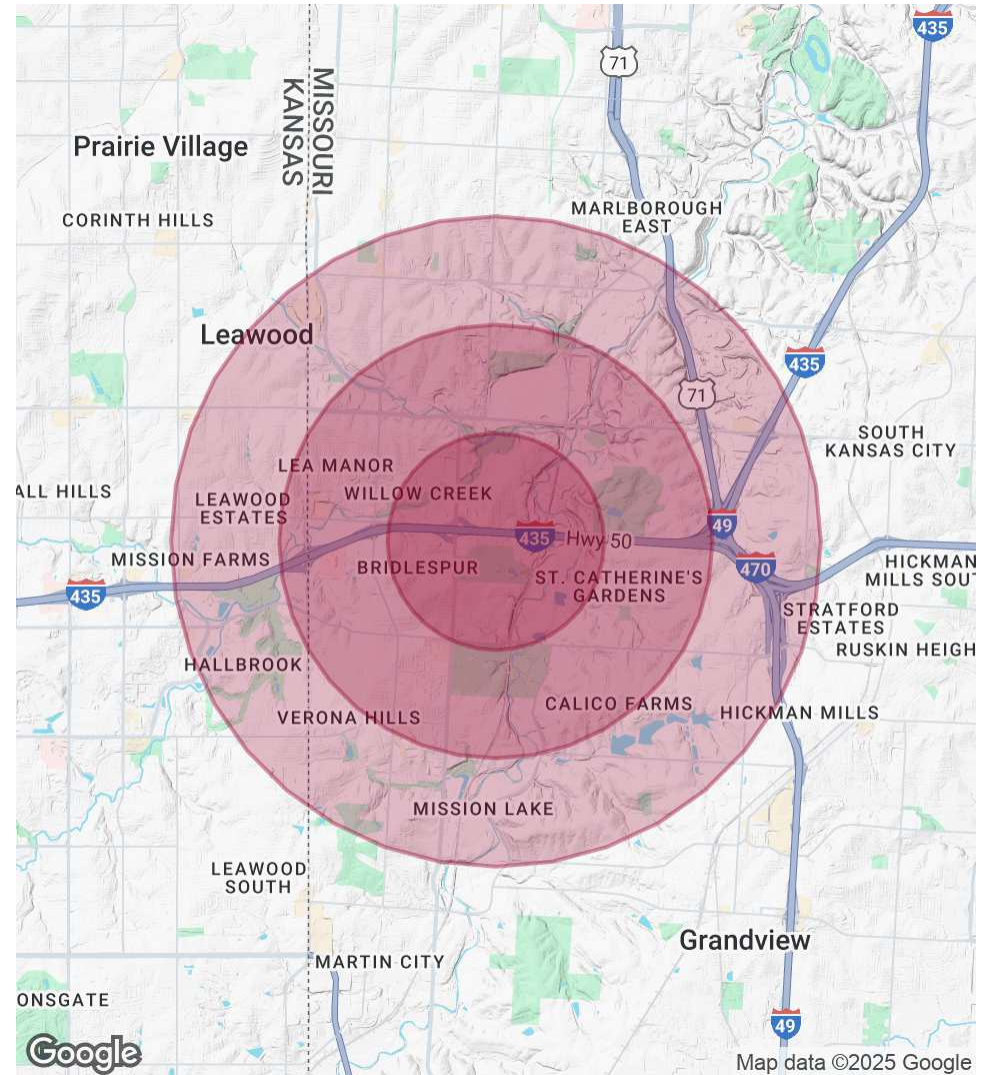 435
71
MISSOURI
KANSAS
Prairie Village
CORINTH HILLS
MARLBOROUGH
EAST
Leawood
435
71
SOUTH
KANSAS CITY
LEA MANOR
ALL HILLS
WILLOW CREEK
LEAWOOD
ESTATES
49
435
Hwy 50
MISSION FARMS
BRIDLESPUR
470
HICKMAN
MILLS SOUT
ST. CATHERINE'S
GARDENS
435
STRATFORD
ESTATES
RUSKIN HEIGH
HALLBROOK
CALICO FARMS
HICKMAN MILLS
VERONA HILLS
MISSION LAKE
LEAWOOD
SOUTH
Grandview
MARTIN CITY
ONSGATE
49
Google
Map data ©2025 Google